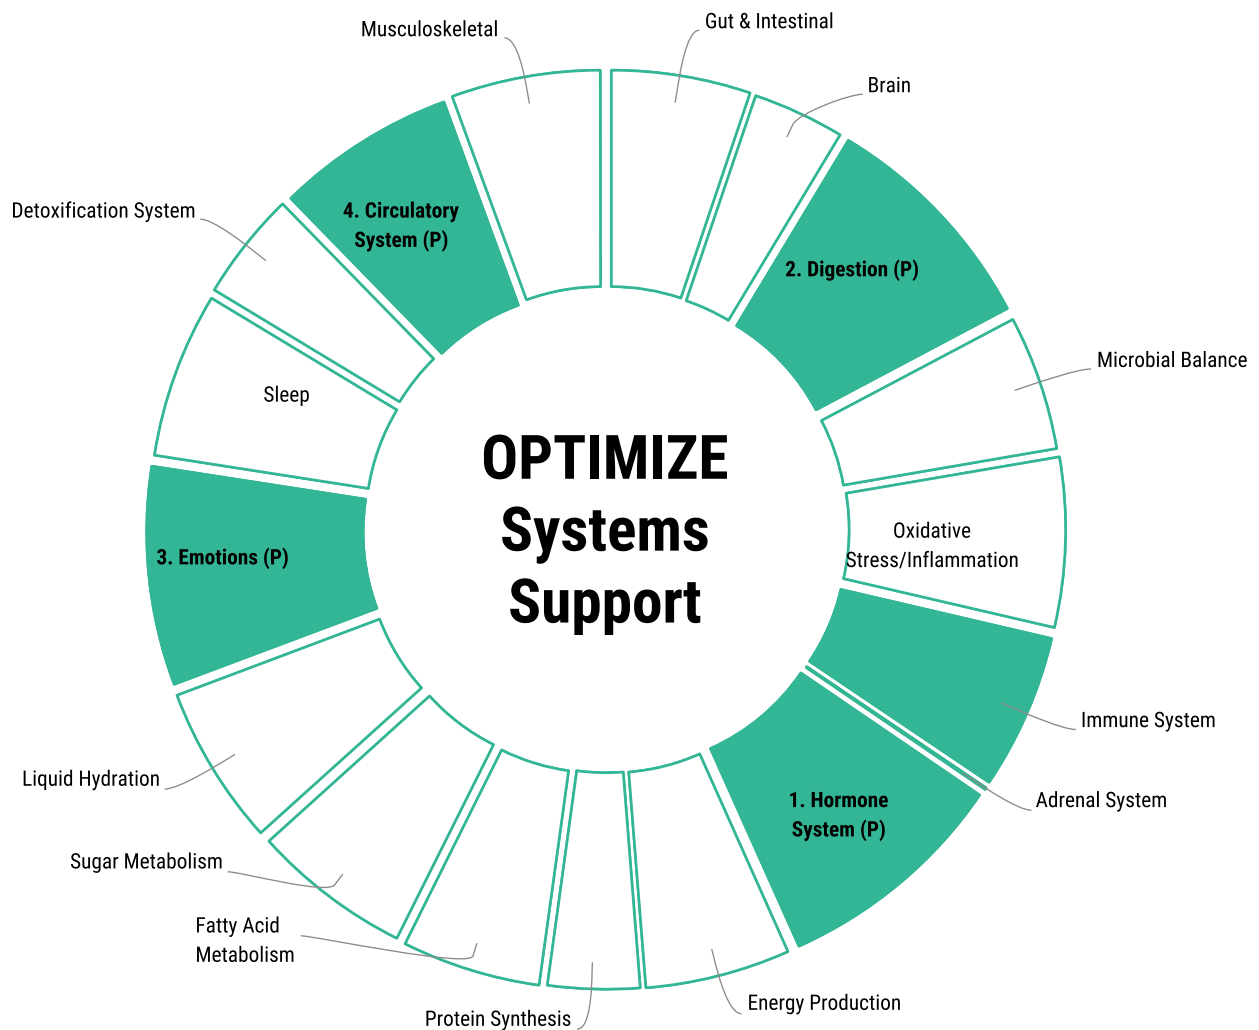 Musculoskeletal
Gut & Intestinal
Brain
Detoxification System
4. Circulatory
System (P)
2. Digestion (P)
Microbial Balance
Sleep
OPTIMIZE
Systems
Support
Oxidative
Stress/Inflammation
3. Emotions (P)
Immune System
Liquid Hydration
1. Hormone
System (P)
Adrenal System
Sugar Metabolism
Fatty Acid
Metabolism
Energy Production
Protein Synthesis